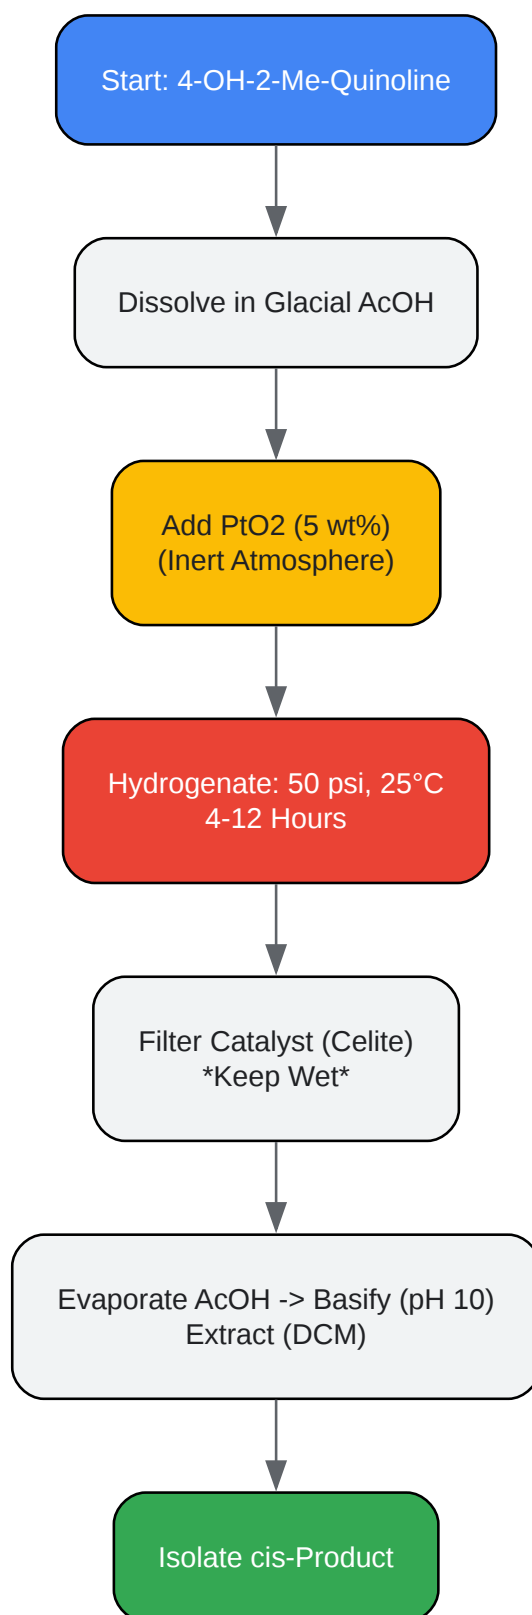 Start: 4-OH-2-Me-Quinoline
Dissolve in Glacial AcOH
Add PtO2 (5 wt%)
(Inert Atmosphere)
Hydrogenate: 50 psi, 25°C
4-12 Hours
Filter Catalyst (Celite)
*Keep Wet*
Evaporate AcOH -> Basify (pH 10)
Extract (DCM)
Isolate cis-Product